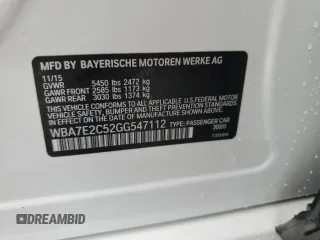 MFD BY BAYERISCHE MOTOREN WERKE AG
11/15
GVWR 5450 lbs 2472 kg
GAWR FRONT 2585 lbs 1173 kg
GAWR REAR 3030 lbs 1374 kg
THIS VEHICLE CONFORMS TO ALL APPLICABLE U.S. FEDERAL MOTOR
VEHICLE SAFETY, BUMPER, AND THEFT PREVENTION STANDARDS
IN EFFECT ON THE DATE OF MANUFACTURE SHOWN ABOVE.
WBA7E2C52GG547112 TYPE: PASSENGER CAR
DREAMBID